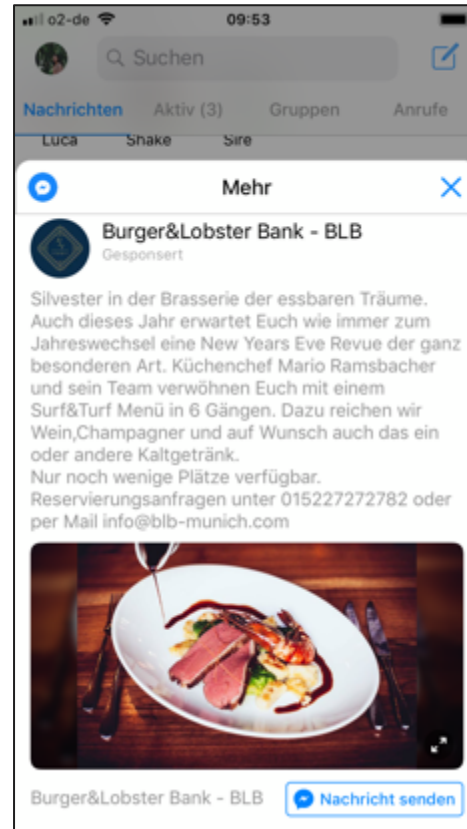 o2-de
09:53
Suchen
Nachrichten Aktiv (3) Gruppen Anrufe
Luca Shake Sire
Mehr
Burger&Lobster Bank - BLB
Gesponsert
Silvester in der Brasserie der essbaren Träume.
Auch dieses Jahr erwartet Euch wie immer zum
Jahreswechsel eine New Years Eve Revue der ganz
besonderen Art. Küchenchef Mario Ramsbacher
und sein Team verwöhnen Euch mit einem
Surf&Turf Menü in 6 Gängen. Dazu reichen wir
Wein,Champagner und auf Wunsch auch das ein
oder andere Kaltgetränk.
Nur noch wenige Plätze verfügbar.
Reservierungsanfragen unter 015227272782 oder
per Mail info@blb-munich.com
Burger&Lobster Bank - BLB
Nachricht senden